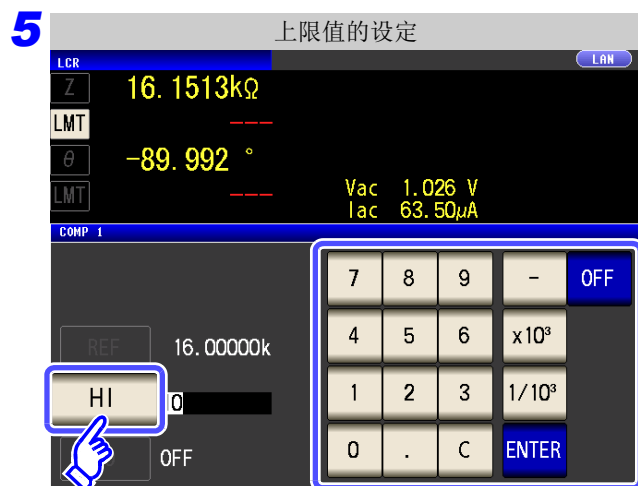 5
上限值的设定
LCR
LAN
Z 16.1513kΩ
LMT ---
θ -89.992 °
LMT ---
Vac 1.026 V
Iac 63.50μA
COMP 1
7 8 9 - OFF
REF 16.00000k
4 5 6 x10³
HI 10
1 2 3 1/10³
OFF
0 . C ENTER